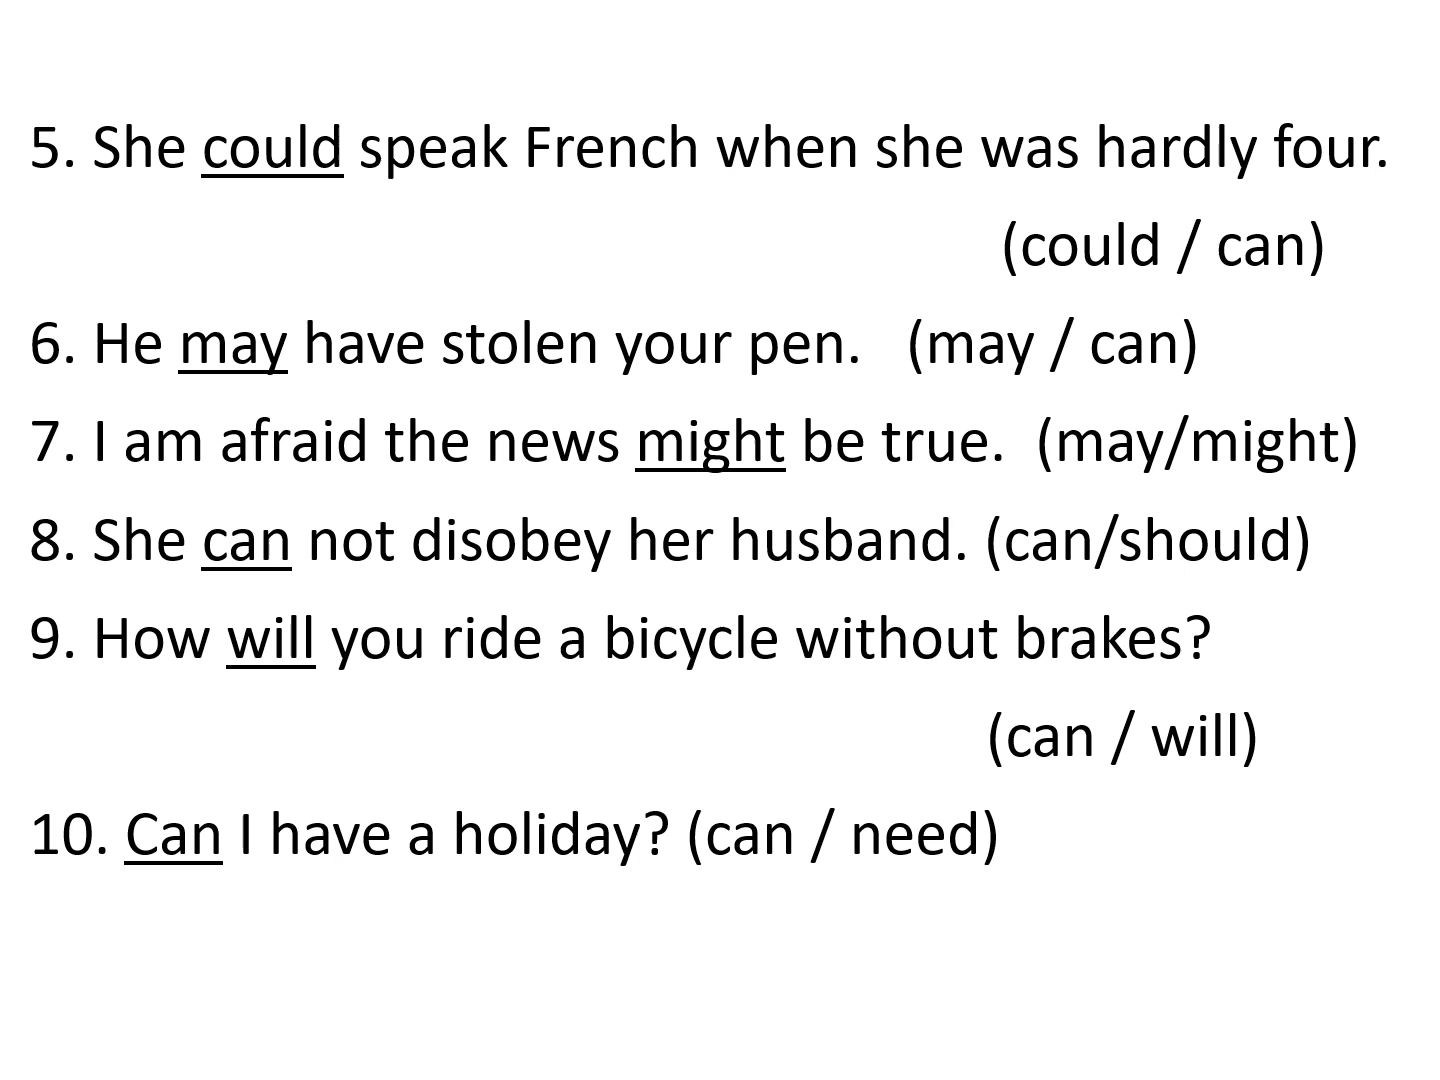 5. She could speak French when she was hardly four.
(could / can)
6. He may have stolen your pen. (may / can)
7. I am afraid the news might be true. (may/might)
8. She can not disobey her husband. (can/should)
9. How will you ride a bicycle without brakes?
(can / will)
10. Can I have a holiday? (can / need)